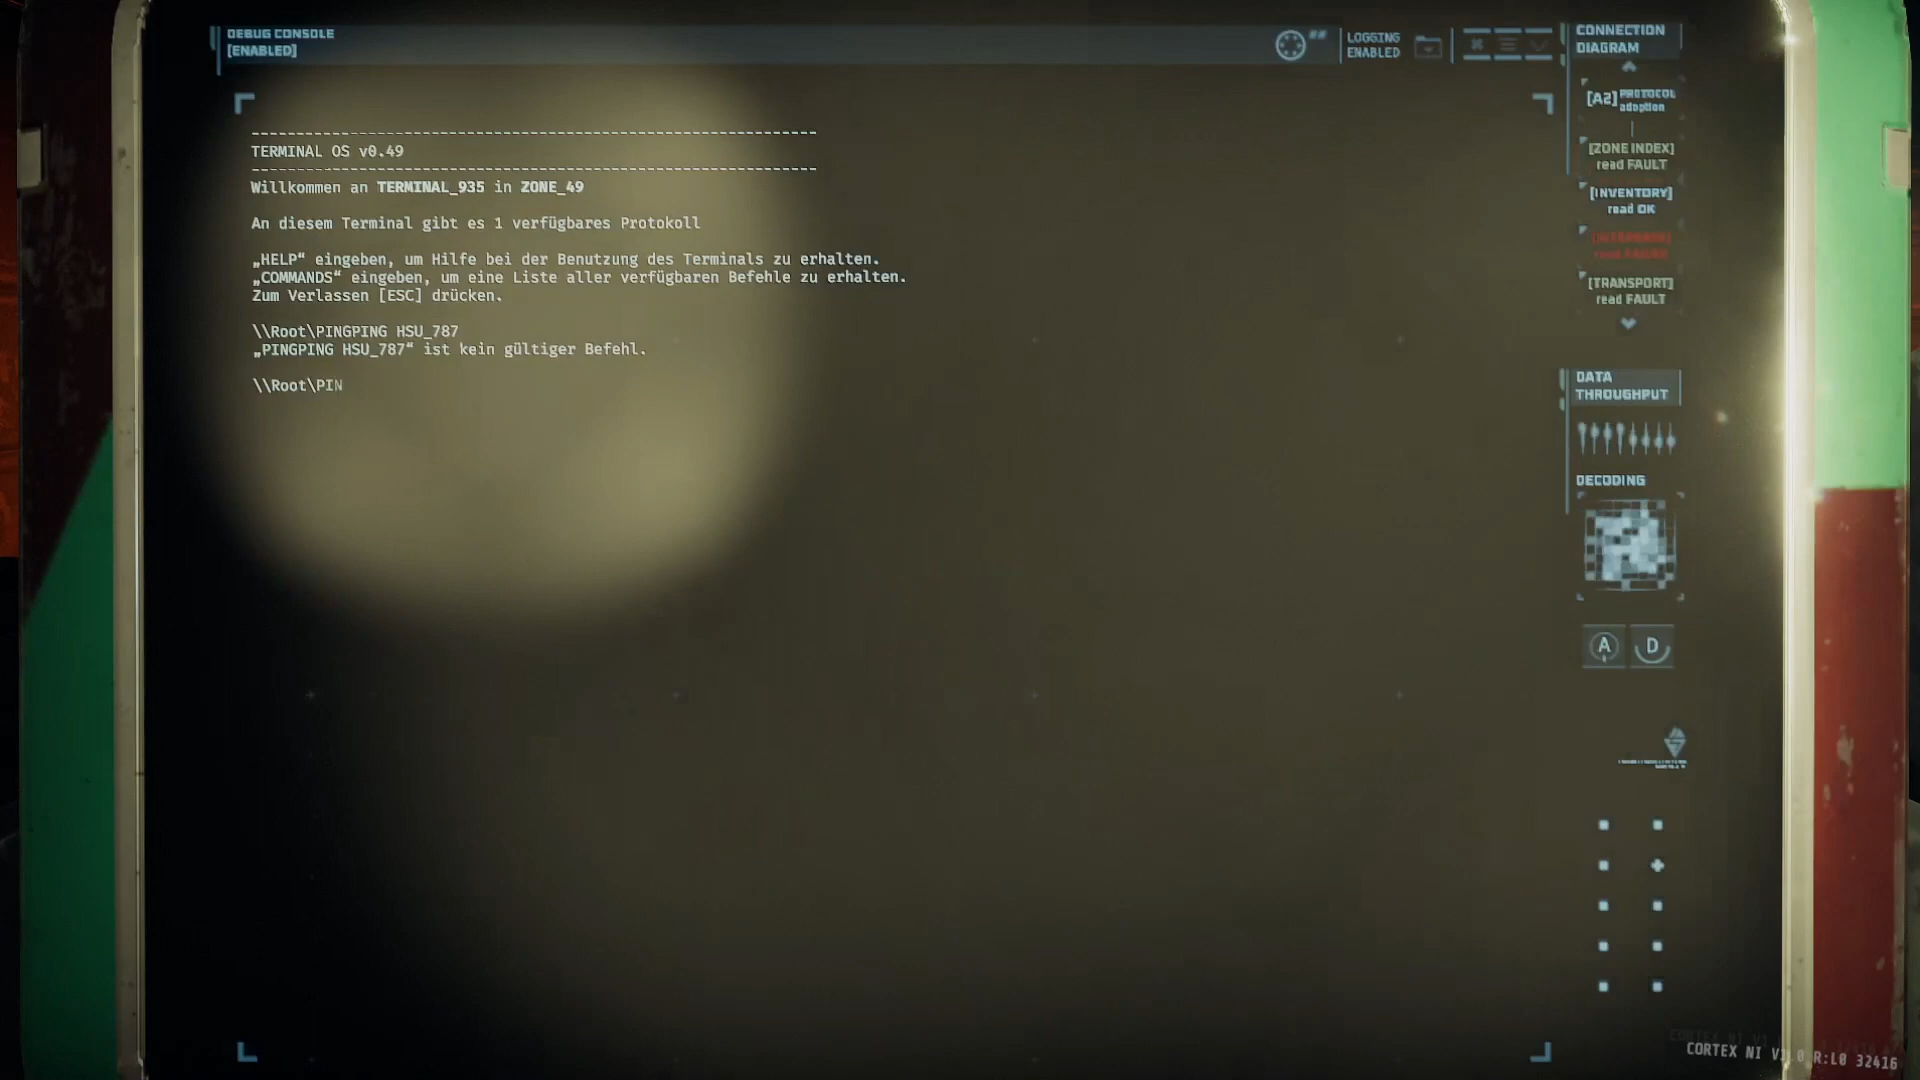 DEBUG CONSOLE
[ENABLED]
LOGGING
ENABLED
------------------------------------------------------------------
TERMINAL OS v0.49
------------------------------------------------------------------
Willkommen an TERMINAL_935 in ZONE_49
An diesem Terminal gibt es 1 verfügbares Protokoll
„HELP“ eingeben, um Hilfe bei der Benutzung des Terminals zu erhalten.
„COMMANDS“ eingeben, um eine Liste aller verfügbaren Befehle zu erhalten.
Zum Verlassen [ESC] drücken.
\\Root\PINGPING HSU_787
„PINGPING HSU_787“ ist kein gültiger Befehl.
\\Root\PIN
CONNECTION
DIAGRAM
[A2] PROTOCOL
adoption
[ZONE INDEX]
read FAULT
[INVENTORY]
read OK
[TRANSPORT]
read FAULT
DATA
THROUGHPUT
DECODING
A D
CORTEX NI R:L0 32416